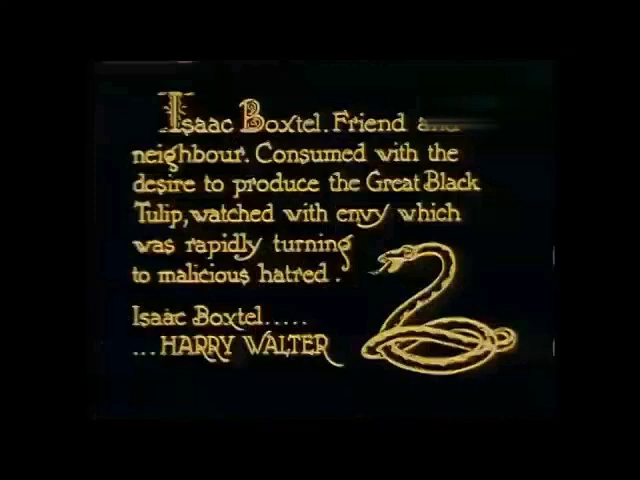 Isaac Boxtel. Friend and
neighbour. Consumed with the
desire to produce the Great Black
Tulip, watched with envy which
was rapidly turning
to malicious hatred.
Isaac Boxtel.....
...HARRY WALTER